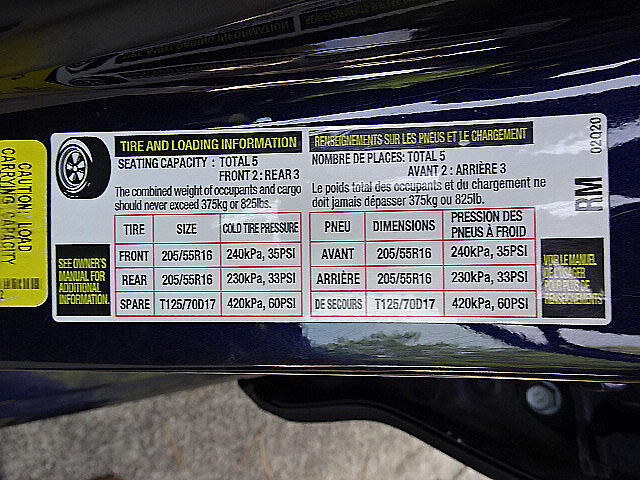 CAUTION: LOAD
CARRYING CAPACITY
TIRE AND LOADING INFORMATION
SEATING CAPACITY : TOTAL 5
FRONT 2 : REAR 3
The combined weight of occupants and cargo
should never exceed 375kg or 825lbs.
SEE OWNER'S
MANUAL FOR
ADDITIONAL
INFORMATION.
TIRE SIZE COLD TIRE PRESSURE
FRONT 205/55R16 240kPa, 35PSI
REAR 205/55R16 230kPa, 33PSI
SPARE T125/70D17 420kPa, 60PSI
RENSEIGNEMENTS SUR LES PNEUS ET LE CHARGEMENT
NOMBRE DE PLACES: TOTAL 5
AVANT 2 : ARRIÈRE 3
Le poids total des occupants et du chargement ne
doit jamais dépasser 375kg ou 825lb.
PNEU DIMENSIONS PRESSION DES
PNEUS À FROID
AVANT 205/55R16 240kPa, 35PSI
ARRIÈRE 205/55R16 230kPa, 33PSI
DE SECOURS T125/70D17 420kPa, 60PSI
VOIR LE MANUEL
DE L'USAGER
POUR PLUS DE
RENSEIGNEMENTS
RM
02020